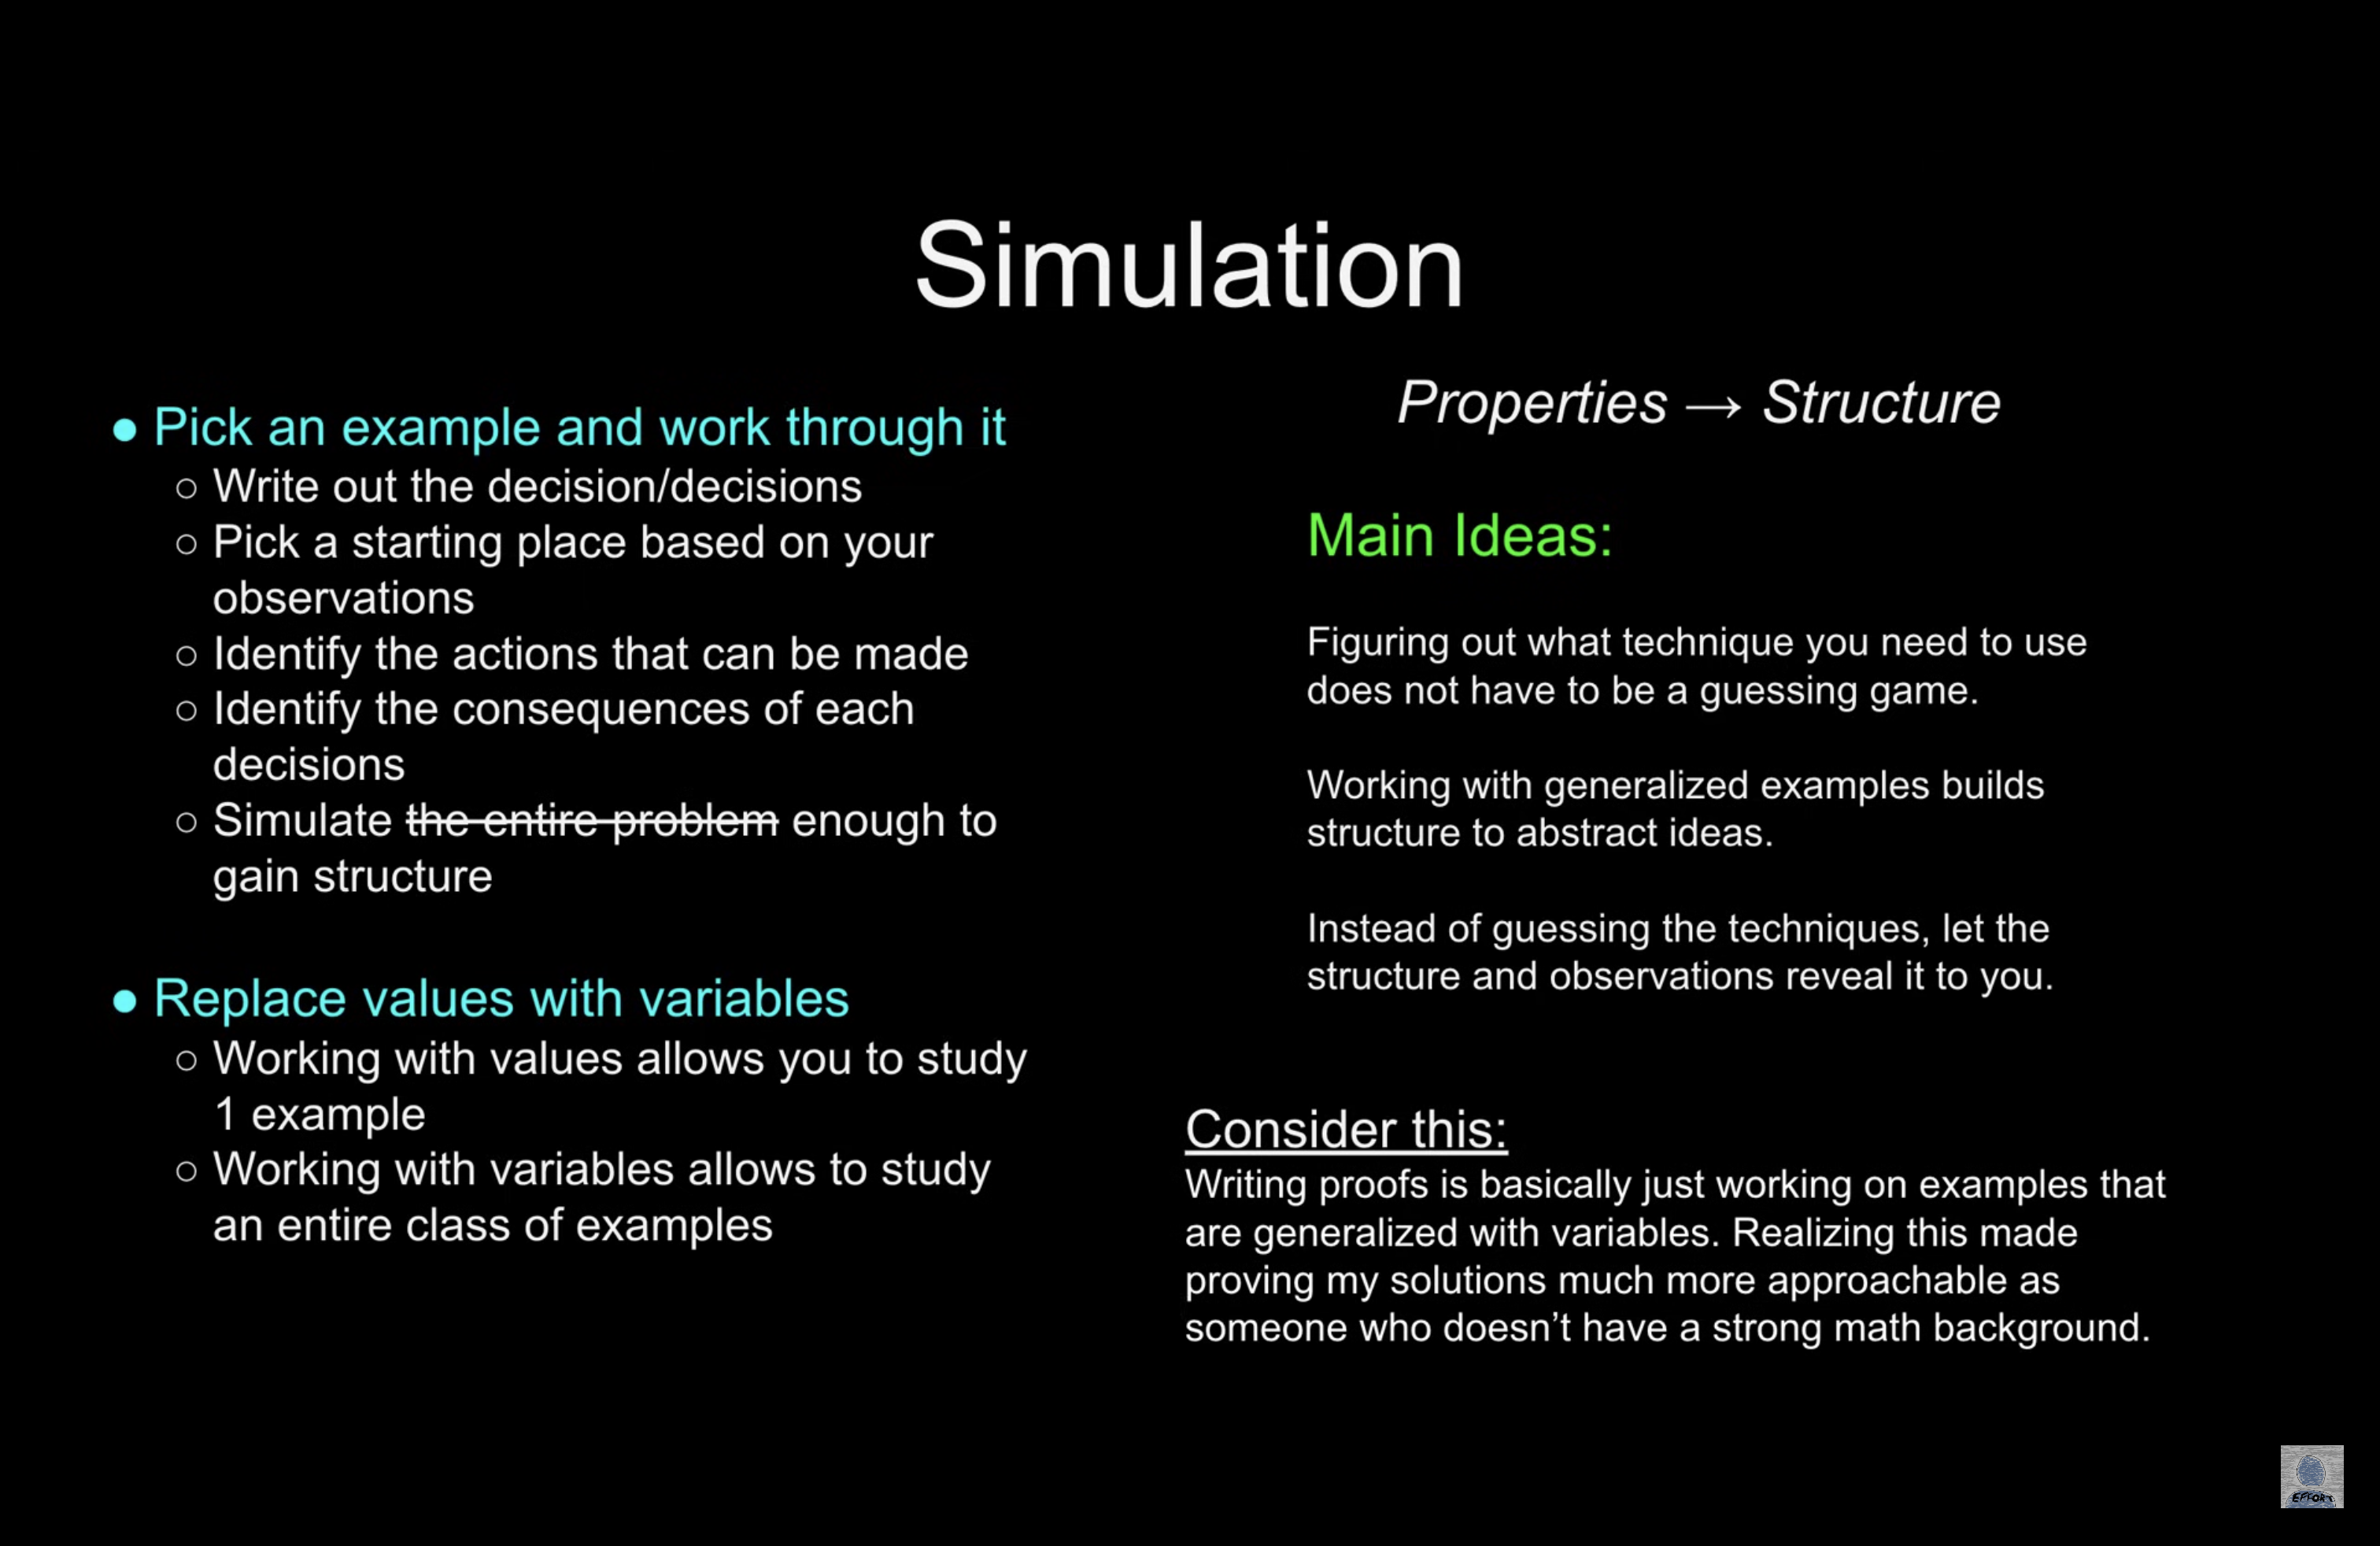 Simulation
● Pick an example and work through it
○ Write out the decision/decisions
○ Pick a starting place based on your
observations
○ Identify the actions that can be made
○ Identify the consequences of each
decisions
○ Simulate the entire problem enough to
gain structure
● Replace values with variables
○ Working with values allows you to study
1 example
○ Working with variables allows to study
an entire class of examples
Properties → Structure
Main Ideas:
Figuring out what technique you need to use
does not have to be a guessing game.
Working with generalized examples builds
structure to abstract ideas.
Instead of guessing the techniques, let the
structure and observations reveal it to you.
Consider this:
Writing proofs is basically just working on examples that
are generalized with variables. Realizing this made
proving my solutions much more approachable as
someone who doesn’t have a strong math background.
EFFORT